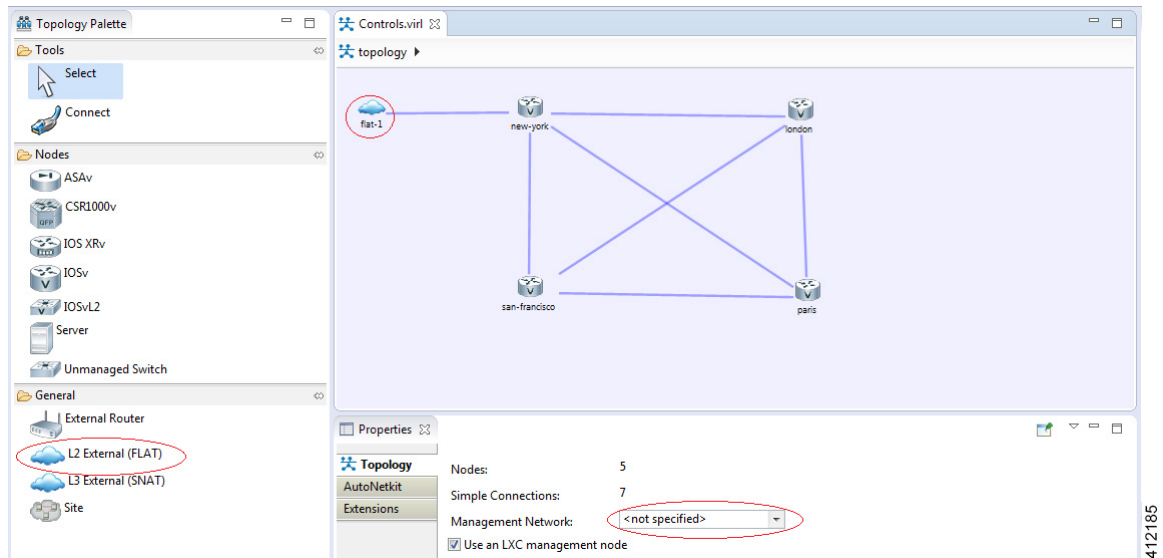 Topology Palette
Tools
Select
Connect
Nodes
ASAv
CSR1000v
QFP
IOS XRv
IOSv
V
IOSvL2
V
Server
Unmanaged Switch
General
External Router
L2 External (FLAT)
L3 External (SNAT)
Site
Controls.virl
topology
flat-1
V
new-york
V
london
V
san-francisco
V
paris
Properties
Topology
AutoNetkit
Extensions
Nodes: 5
Simple Connections: 7
Management Network: <not specified>
Use an LXC management node
412185